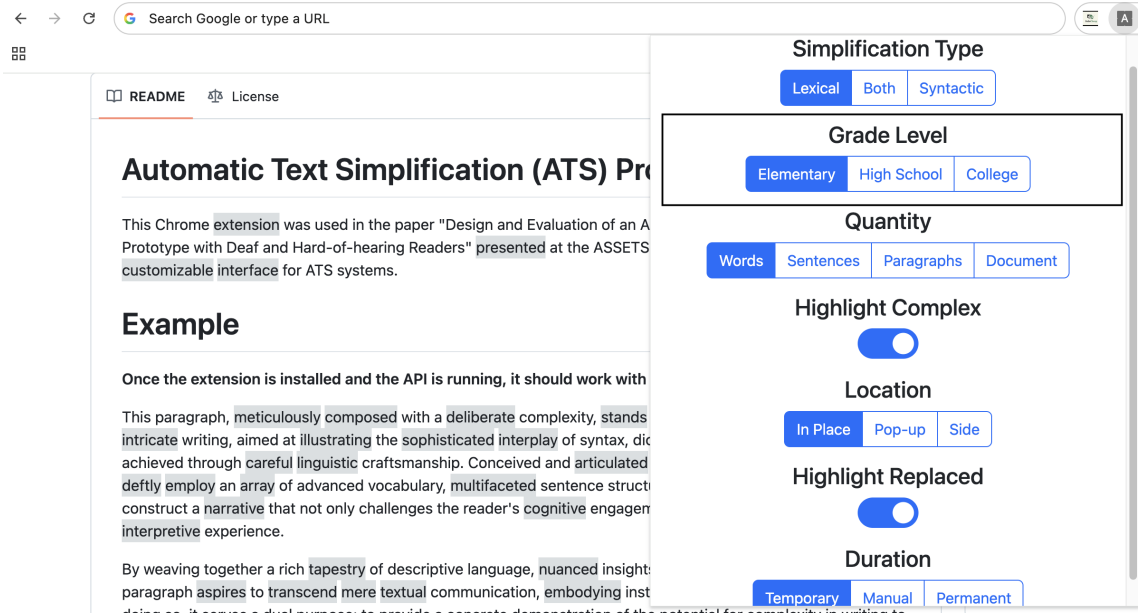 Search Google or type a URL
A
README
License
Automatic Text Simplification (ATS)
This Chrome extension was used in the paper "Design and Evaluation of an A
Prototype with Deaf and Hard-of-hearing Readers" presented at the ASSETS
customizable interface for ATS systems.
Example
Once the extension is installed and the API is running, it should work with
This paragraph, meticulously composed with a deliberate complexity, stands
intricate writing, aimed at illustrating the sophisticated interplay of syntax, dic
achieved through careful linguistic craftsmanship. Conceived and articulated
deftly employ an array of advanced vocabulary, multifaceted sentence struct
construct a narrative that not only challenges the reader's cognitive engagem
interpretive experience.
By weaving together a rich tapestry of descriptive language, nuanced insights
paragraph aspires to transcend mere textual communication, embodying inst
Simplification Type
Lexical Both Syntactic
Grade Level
Elementary High School College
Quantity
Words Sentences Paragraphs Document
Highlight Complex
Location
In Place Pop-up Side
Highlight Replaced
Duration
Temporary Manual Permanent